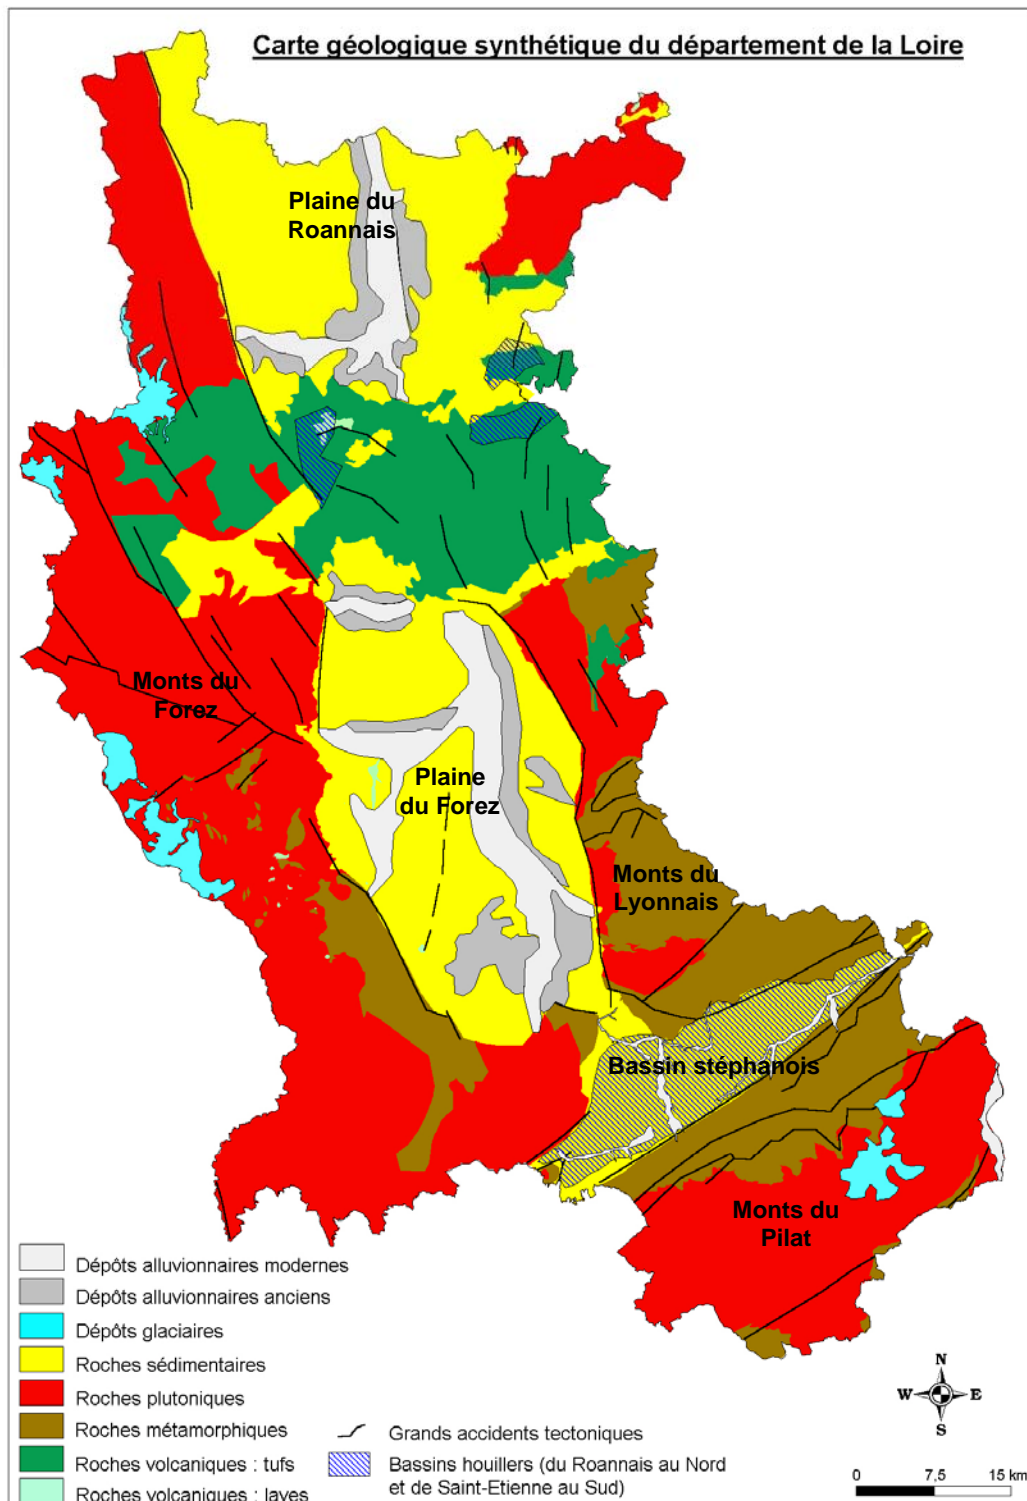 Carte géologique synthétique du département de la Loire
Plaine du
Roannais
Monts du
Forez
Plaine
du Forez
Monts du
Lyonnais
Bassin stéphanois
Monts du
Pilat
Dépôts alluvionnaires modernes
Dépôts alluvionnaires anciens
Dépôts glaciaires
Roches sédimentaires
Roches plutoniques
Roches métamorphiques
Roches volcaniques : tufs
Roches volcaniques : laves
Grands accidents tectoniques
Bassins houillers (du Roannais au Nord
et de Saint-Etienne au Sud)
N
W E
S
0 7,5 15 km